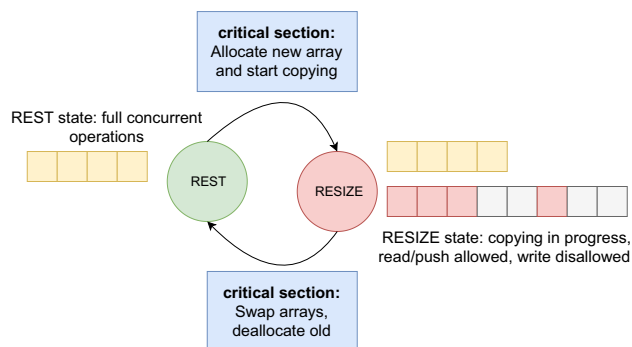 critical section:
Allocate new array
and start copying
REST state: full concurrent
operations
REST
RESIZE
RESIZE state: copying in progress,
read/push allowed, write disallowed
critical section:
Swap arrays,
deallocate old